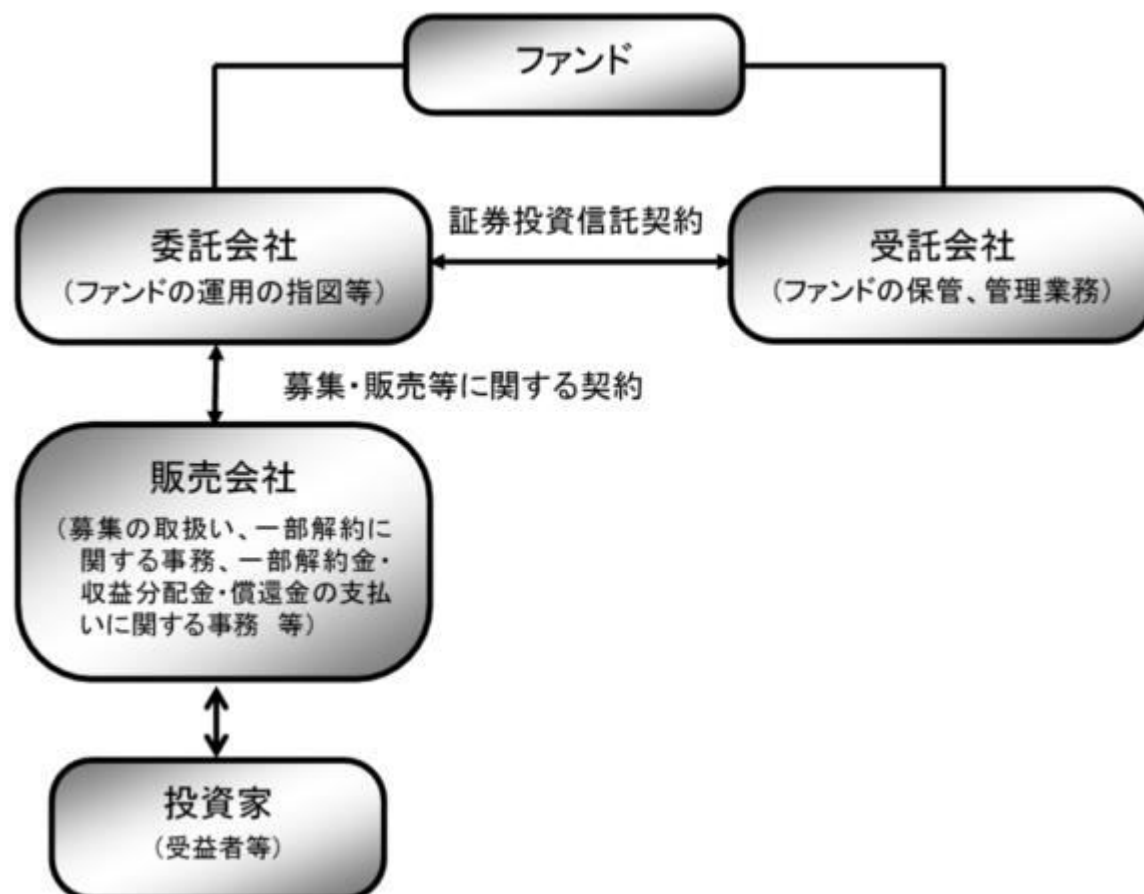 ファンド
委託会社
（ファンドの運用の指図等）
証券投資信託契約
受託会社
（ファンドの保管、管理業務）
募集・販売等に関する契約
販売会社
（募集の取扱い、一部解約に
関する事務、一部解約金・
収益分配金・償還金の支払
いに関する事務　等）
投資家
（受益者等）